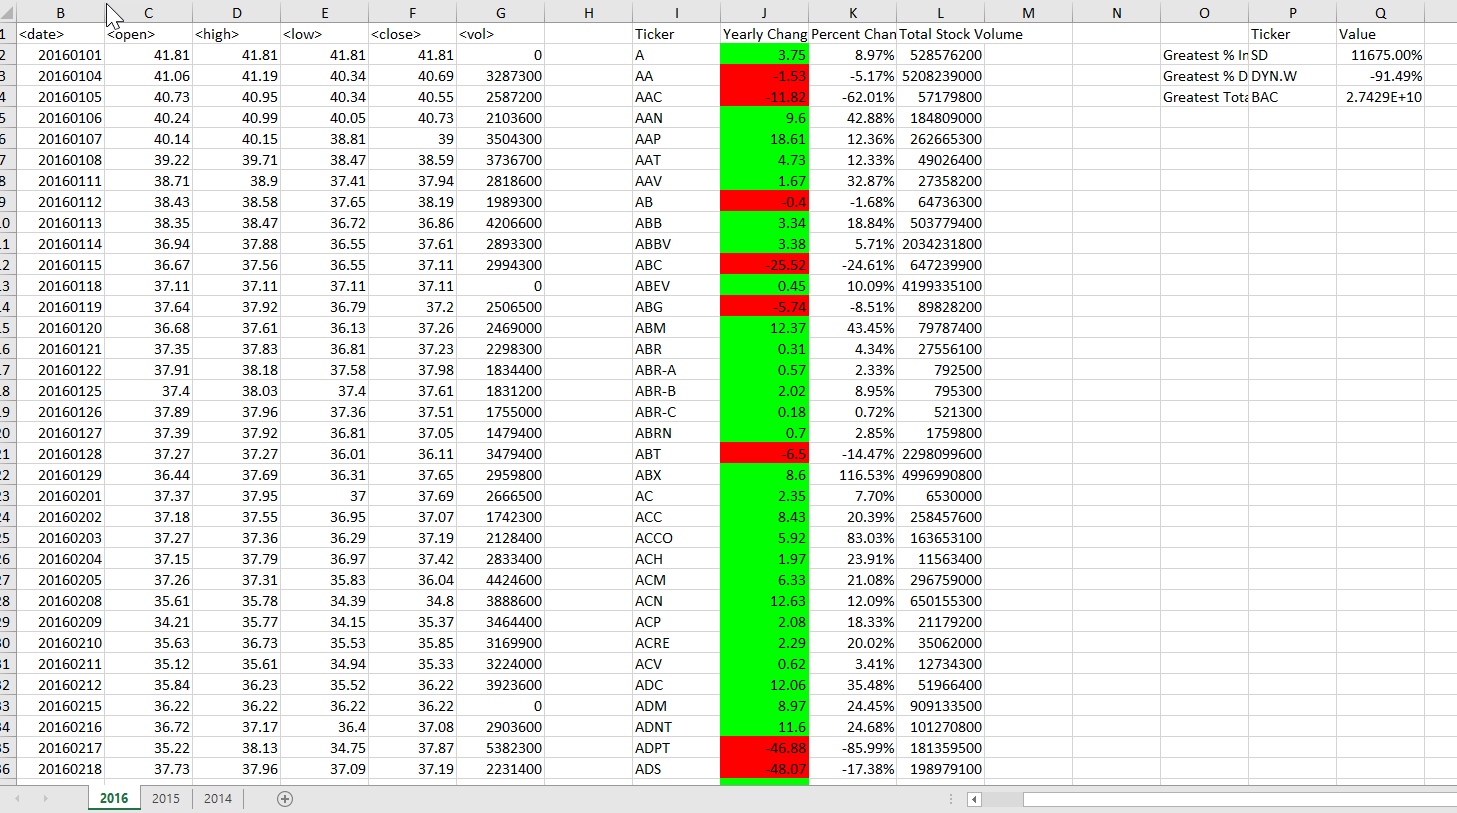 B C D E F G H I J K L M N O P Q
1 <date> <open> <high> <low> <close> <vol> Ticker Yearly Chang Percent Chan Total Stock Volume Ticker Value
2 20160101 41.81 41.81 41.81 41.81 0 A 3.75 8.97% 528576200 Greatest % In SD 11675.00%
3 20160104 41.06 41.19 40.34 40.69 3287300 AA -1.53 -5.17% 5208239000 Greatest % D DYN.W -91.49%
4 20160105 40.73 40.95 40.34 40.55 2587200 AAC -11.82 -62.01% 57179800 Greatest Tota BAC 2.7429E+10
5 20160106 40.24 40.99 40.05 40.73 2103600 AAN 9.6 42.88% 184809000
6 20160107 40.14 40.15 38.81 39 3504300 AAP 18.61 12.36% 262665300
7 20160108 39.22 39.71 38.47 38.59 3736700 AAT 4.73 12.33% 49026400
8 20160111 38.71 38.9 37.41 37.94 2818600 AAV 1.67 32.87% 27358200
9 20160112 38.43 38.58 37.65 38.19 1989300 AB -0.4 -1.68% 64736300
0 20160113 38.35 38.47 36.72 36.86 4206600 ABB 3.34 18.84% 503779400
1 20160114 36.94 37.88 36.55 37.61 2893300 ABBV 3.38 5.71% 2034231800
2 20160115 36.67 37.56 36.55 37.11 2994300 ABC -25.52 -24.61% 647239900
3 20160118 37.11 37.11 37.11 37.11 0 ABEV 0.45 10.09% 4199335100
4 20160119 37.64 37.92 36.79 37.2 2506500 ABG -5.74 -8.51% 89828200
5 20160120 36.68 37.61 36.13 37.26 2469000 ABM 12.37 43.45% 79787400
6 20160121 37.35 37.83 36.81 37.23 2298300 ABR 0.31 4.34% 27556100
7 20160122 37.91 38.18 37.58 37.98 1834400 ABR-A 0.57 2.33% 792500
8 20160125 37.4 38.03 37.4 37.61 1831200 ABR-B 2.02 8.95% 795300
9 20160126 37.89 37.96 37.36 37.51 1755000 ABR-C 0.18 0.72% 521300
20 20160127 37.39 37.92 36.81 37.05 1479400 ABRN 0.7 2.85% 1759800
21 20160128 37.27 37.27 36.01 36.11 3479400 ABT -6.5 -14.47% 2298099600
22 20160129 36.44 37.69 36.31 37.65 2959800 ABX 8.6 116.53% 4996990800
23 20160201 37.37 37.95 37 37.69 2666500 AC 2.35 7.70% 6530000
24 20160202 37.18 37.55 36.95 37.07 1742300 ACC 8.43 20.39% 258457600
25 20160203 37.27 37.36 36.29 37.19 2128400 ACCO 5.92 83.03% 163653100
26 20160204 37.15 37.79 36.97 37.42 2833400 ACH 1.97 23.91% 11563400
27 20160205 37.26 37.31 35.83 36.04 4424600 ACM 6.33 21.08% 296759000
28 20160208 35.61 35.78 34.39 34.8 3888600 ACN 12.63 12.09% 650155300
29 20160209 34.21 35.77 34.15 35.37 3464400 ACP 2.08 18.33% 21179200
30 20160210 35.63 36.73 35.53 35.85 3169900 ACRE 2.29 20.02% 35062000
31 20160211 35.12 35.61 34.94 35.33 3224000 ACV 0.62 3.41% 12734300
32 20160212 35.84 36.23 35.52 36.22 3923600 ADC 12.06 35.48% 51966400
33 20160215 36.22 36.22 36.22 36.22 0 ADM 8.97 24.45% 909133500
34 20160216 36.72 37.17 36.4 37.08 2903600 ADNT 11.6 24.68% 101270800
35 20160217 35.22 38.13 34.75 37.87 5382300 ADPT -46.88 -85.99% 181359500
36 20160218 37.73 37.96 37.09 37.19 2231400 ADS -48.07 -17.38% 198979100
2016 2015 2014